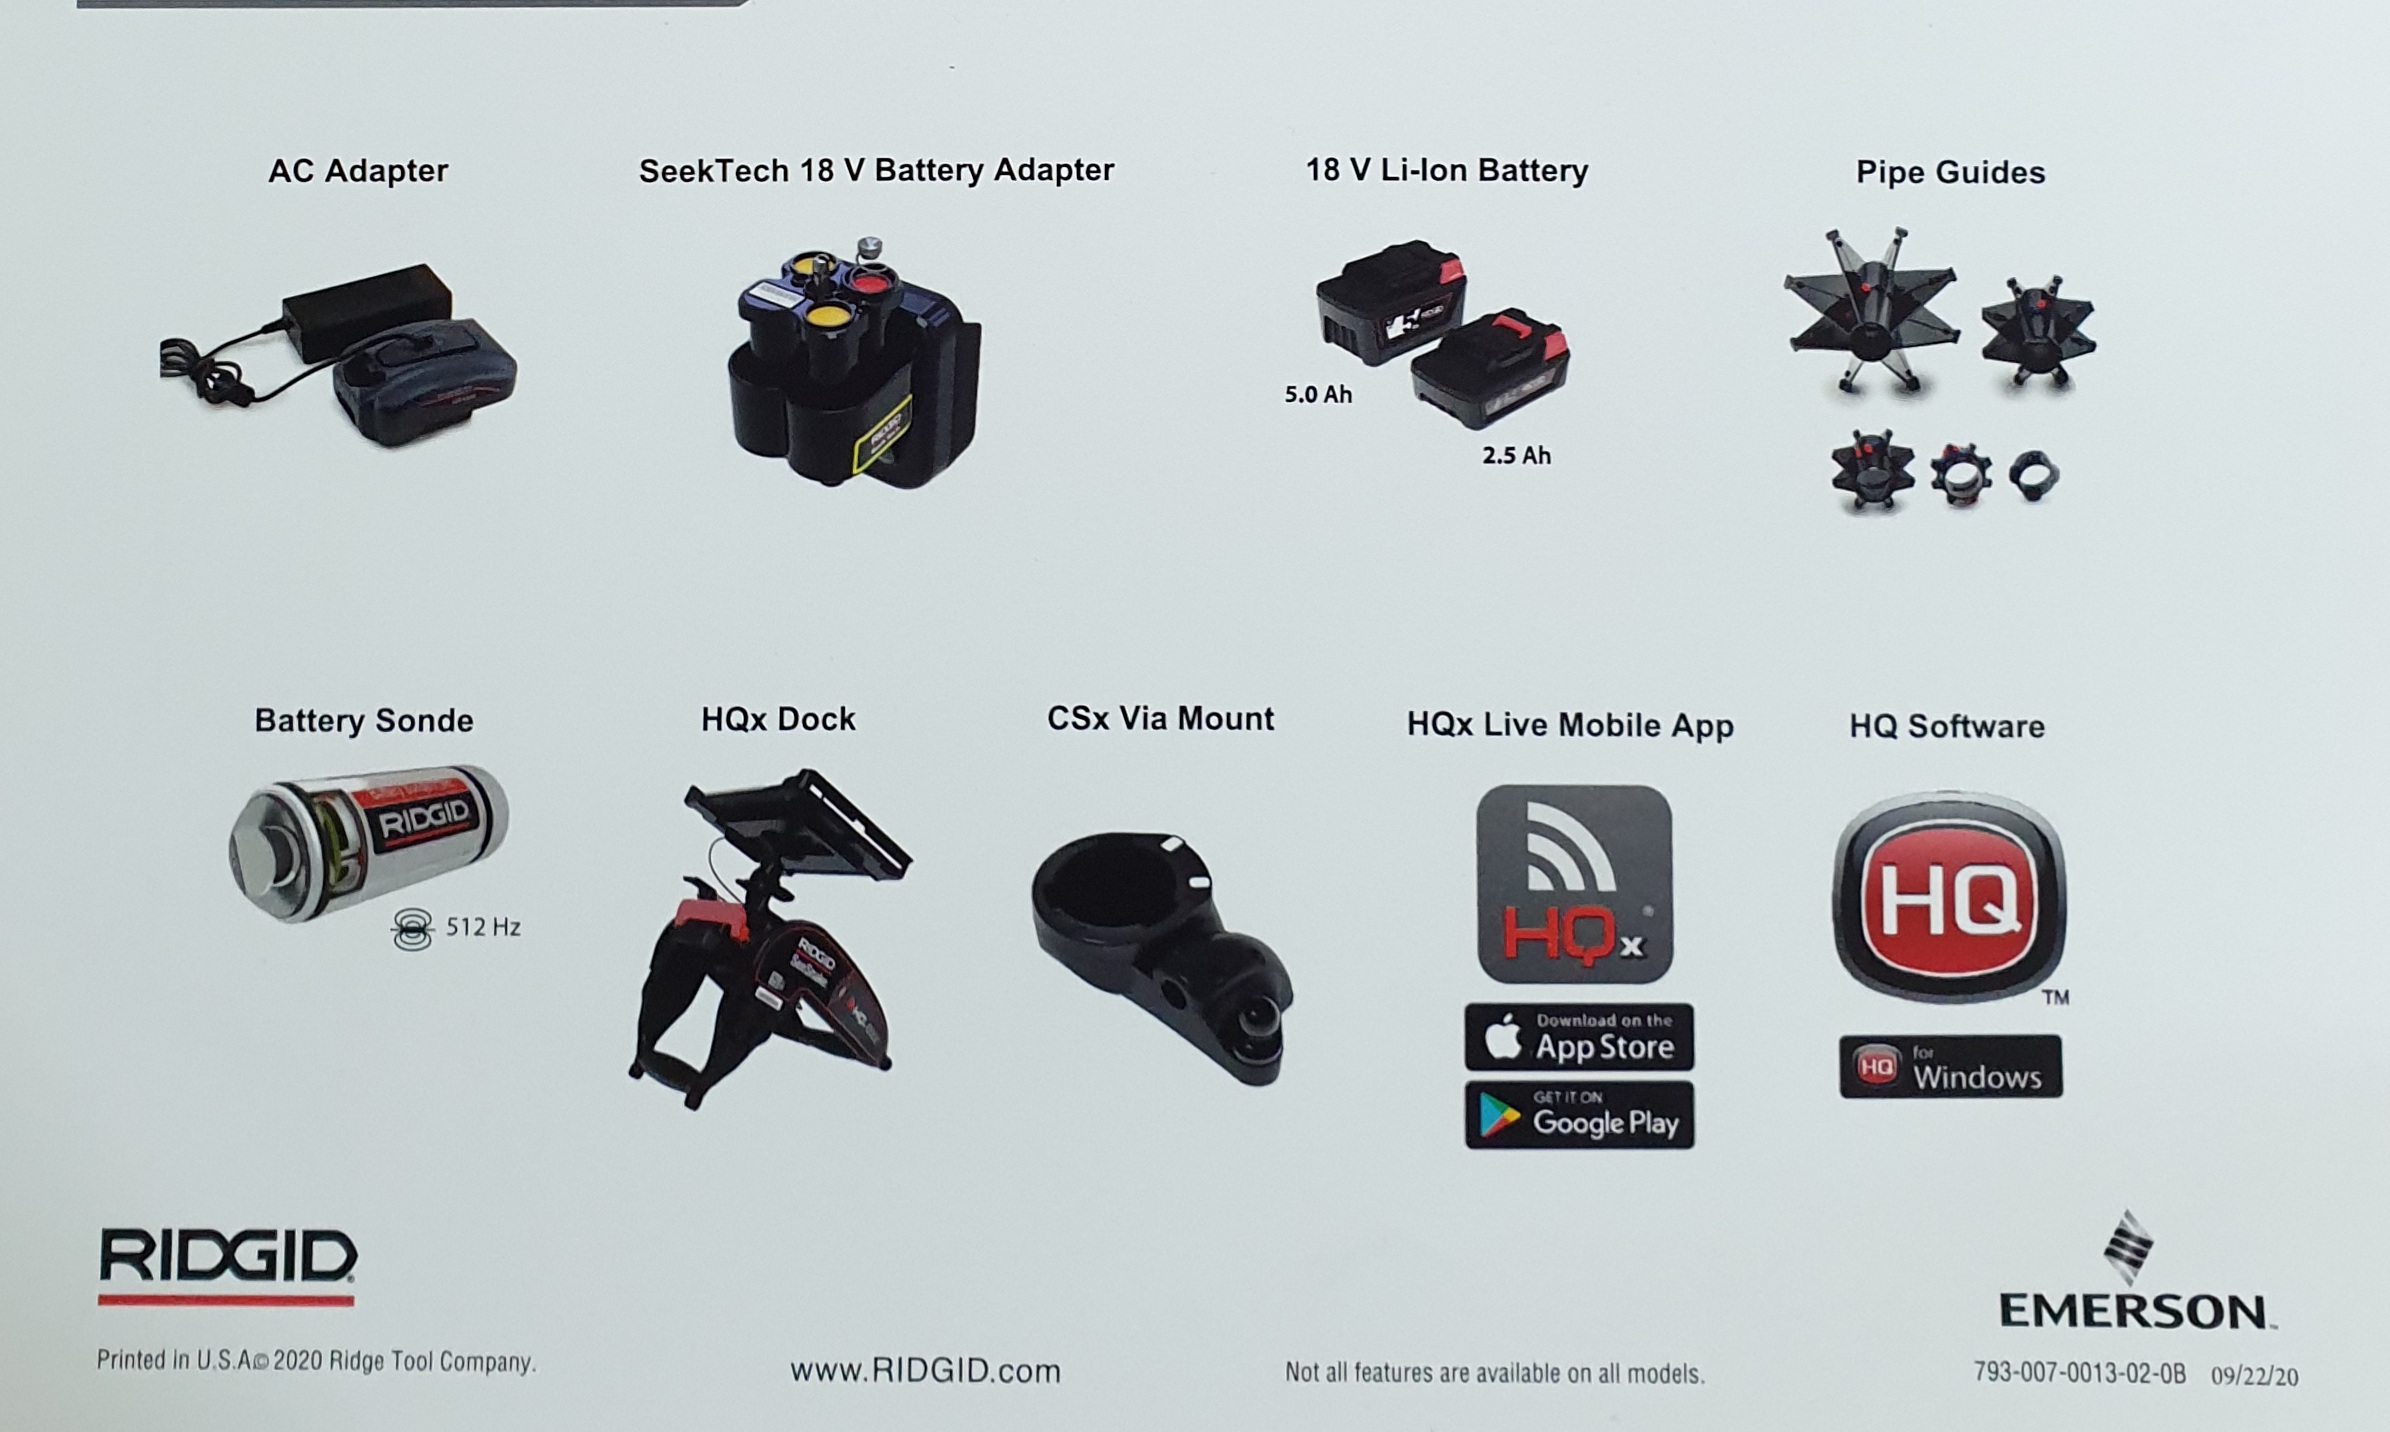 AC Adapter
SeekTech 18 V Battery Adapter
18 V Li-Ion Battery
Pipe Guides
RIDGID
5.0 Ah
2.5 Ah
Battery Sonde
HQx Dock
CSx Via Mount
HQx Live Mobile App
HQ Software
RIDGID
512 Hz
RIDGID
SeeSnake
HQx
Download on the
App Store
GET IT ON
Google Play
HQ
TM
HQ
for
Windows
RIDGID®
EMERSON™
Printed in U.S.A© 2020 Ridge Tool Company.
www.RIDGID.com
Not all features are available on all models.
793-007-0013-02-0B 09/22/20